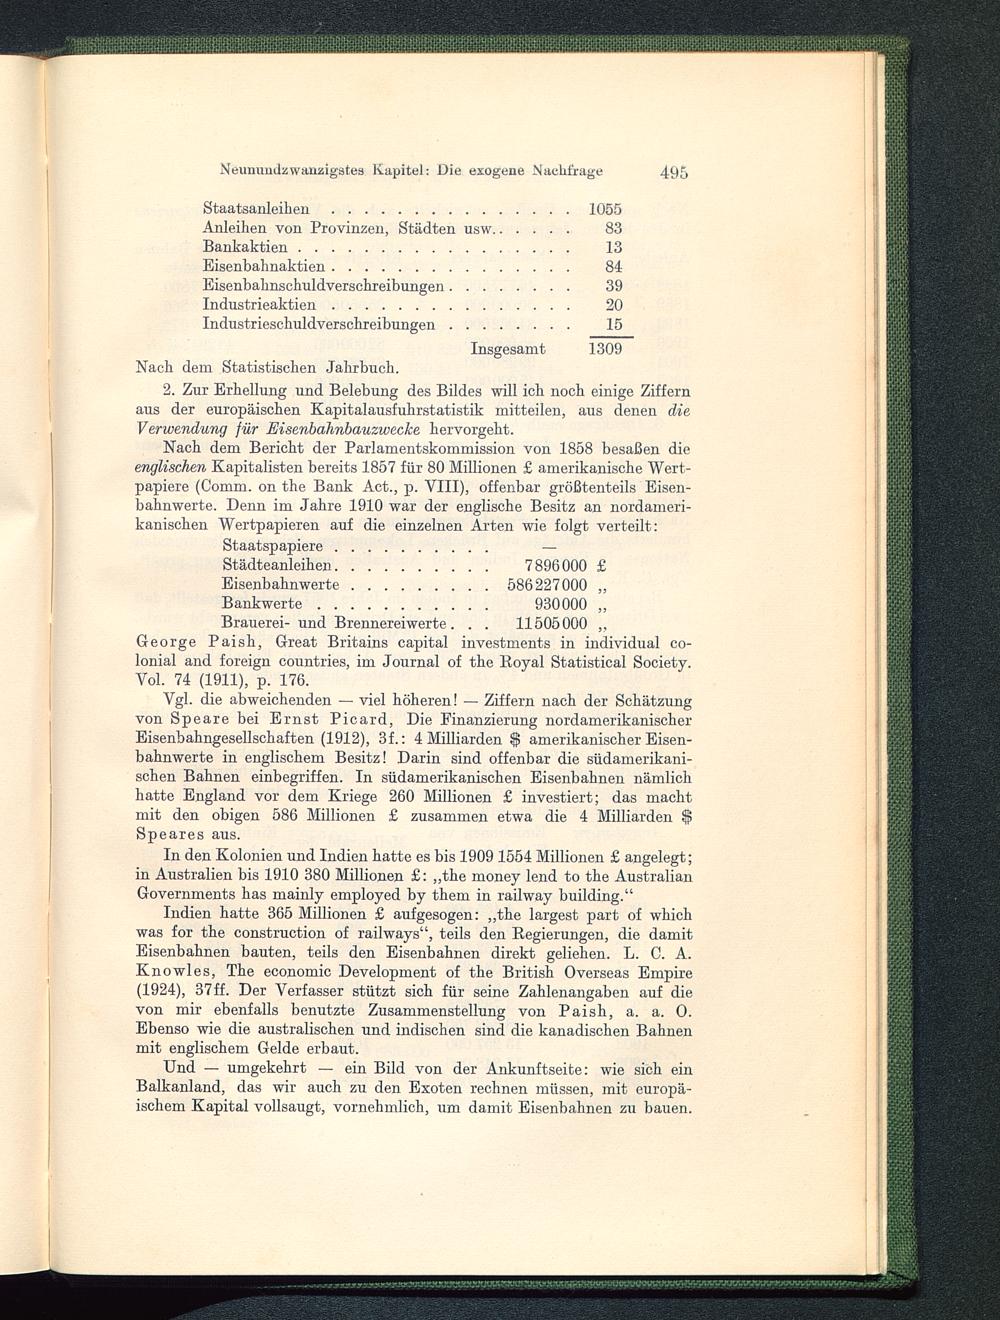 Neunundzwanzigstes Kapitel: Die exogene Nachfrage 495
Staatsanleihen . . . . . . . . . . . . . . . 1055
Anleihen von Provinzen, Städten usw. . . . . . 83
Bankaktien . . . . . . . . . . . . . . . . . 13
Eisenbahnaktien . . . . . . . . . . . . . . . 84
Eisenbahnschuldverschreibungen . . . . . . . . 39
Industrieaktien . . . . . . . . . . . . . . . 20
Industrieschuldverschreibungen . . . . . . . . 15
Insgesamt 1309
Nach dem Statistischen Jahrbuch.
2. Zur Erhellung und Belebung des Bildes will ich noch einige Ziffern
aus der europäischen Kapitalausfuhrstatistik mitteilen, aus denen die
Verwendung für Eisenbahnbauzwecke hervorgeht.
Nach dem Bericht der Parlamentskommission von 1858 besaßen die
englischen Kapitalisten bereits 1857 für 80 Millionen £ amerikanische Wert-
papiere (Comm. on the Bank Act., p. VIII), offenbar größtenteils Eisen-
bahnwerte. Denn im Jahre 1910 war der englische Besitz an nordameri-
kanischen Wertpapieren auf die einzelnen Arten wie folgt verteilt:
Staatspapiere . . . . . . . . . . —
Städteanleihen . . . . . . . . . . 7896000 £
Eisenbahnwerte . . . . . . . . . 586227000 „
Bankwerte . . . . . . . . . . . 930000 „
Brauerei- und Brennereiwerte . . . 11505000 „
George Paish, Great Britains capital investments in individual co-
lonial and foreign countries, im Journal of the Royal Statistical Society.
Vol. 74 (1911), p. 176.
Vgl. die abweichenden — viel höheren! — Ziffern nach der Schätzung
von Speare bei Ernst Picard, Die Finanzierung nordamerikanischer
Eisenbahngesellschaften (1912), 3f.: 4 Milliarden $ amerikanischer Eisen-
bahnwerte in englischem Besitz! Darin sind offenbar die südamerikani-
schen Bahnen einbegriffen. In südamerikanischen Eisenbahnen nämlich
hatte England vor dem Kriege 260 Millionen £ investiert; das macht
mit den obigen 586 Millionen £ zusammen etwa die 4 Milliarden $
Speares aus.
In den Kolonien und Indien hatte es bis 1909 1554 Millionen £ angelegt;
in Australien bis 1910 380 Millionen £: „the money lend to the Australian
Governments has mainly employed by them in railway building.“
Indien hatte 365 Millionen £ aufgesogen: „the largest part of which
was for the construction of railways“, teils den Regierungen, die damit
Eisenbahnen bauten, teils den Eisenbahnen direkt geliehen. L. C. A.
Knowles, The economic Development of the British Overseas Empire
(1924), 37ff. Der Verfasser stützt sich für seine Zahlenangaben auf die
von mir ebenfalls benutzte Zusammenstellung von Paish, a. a. O.
Ebenso wie die australischen und indischen sind die kanadischen Bahnen
mit englischem Gelde erbaut.
Und — umgekehrt — ein Bild von der Ankunftseite: wie sich ein
Balkanland, das wir auch zu den Exoten rechnen müssen, mit europä-
ischem Kapital vollsaugt, vornehmlich, um damit Eisenbahnen zu bauen.